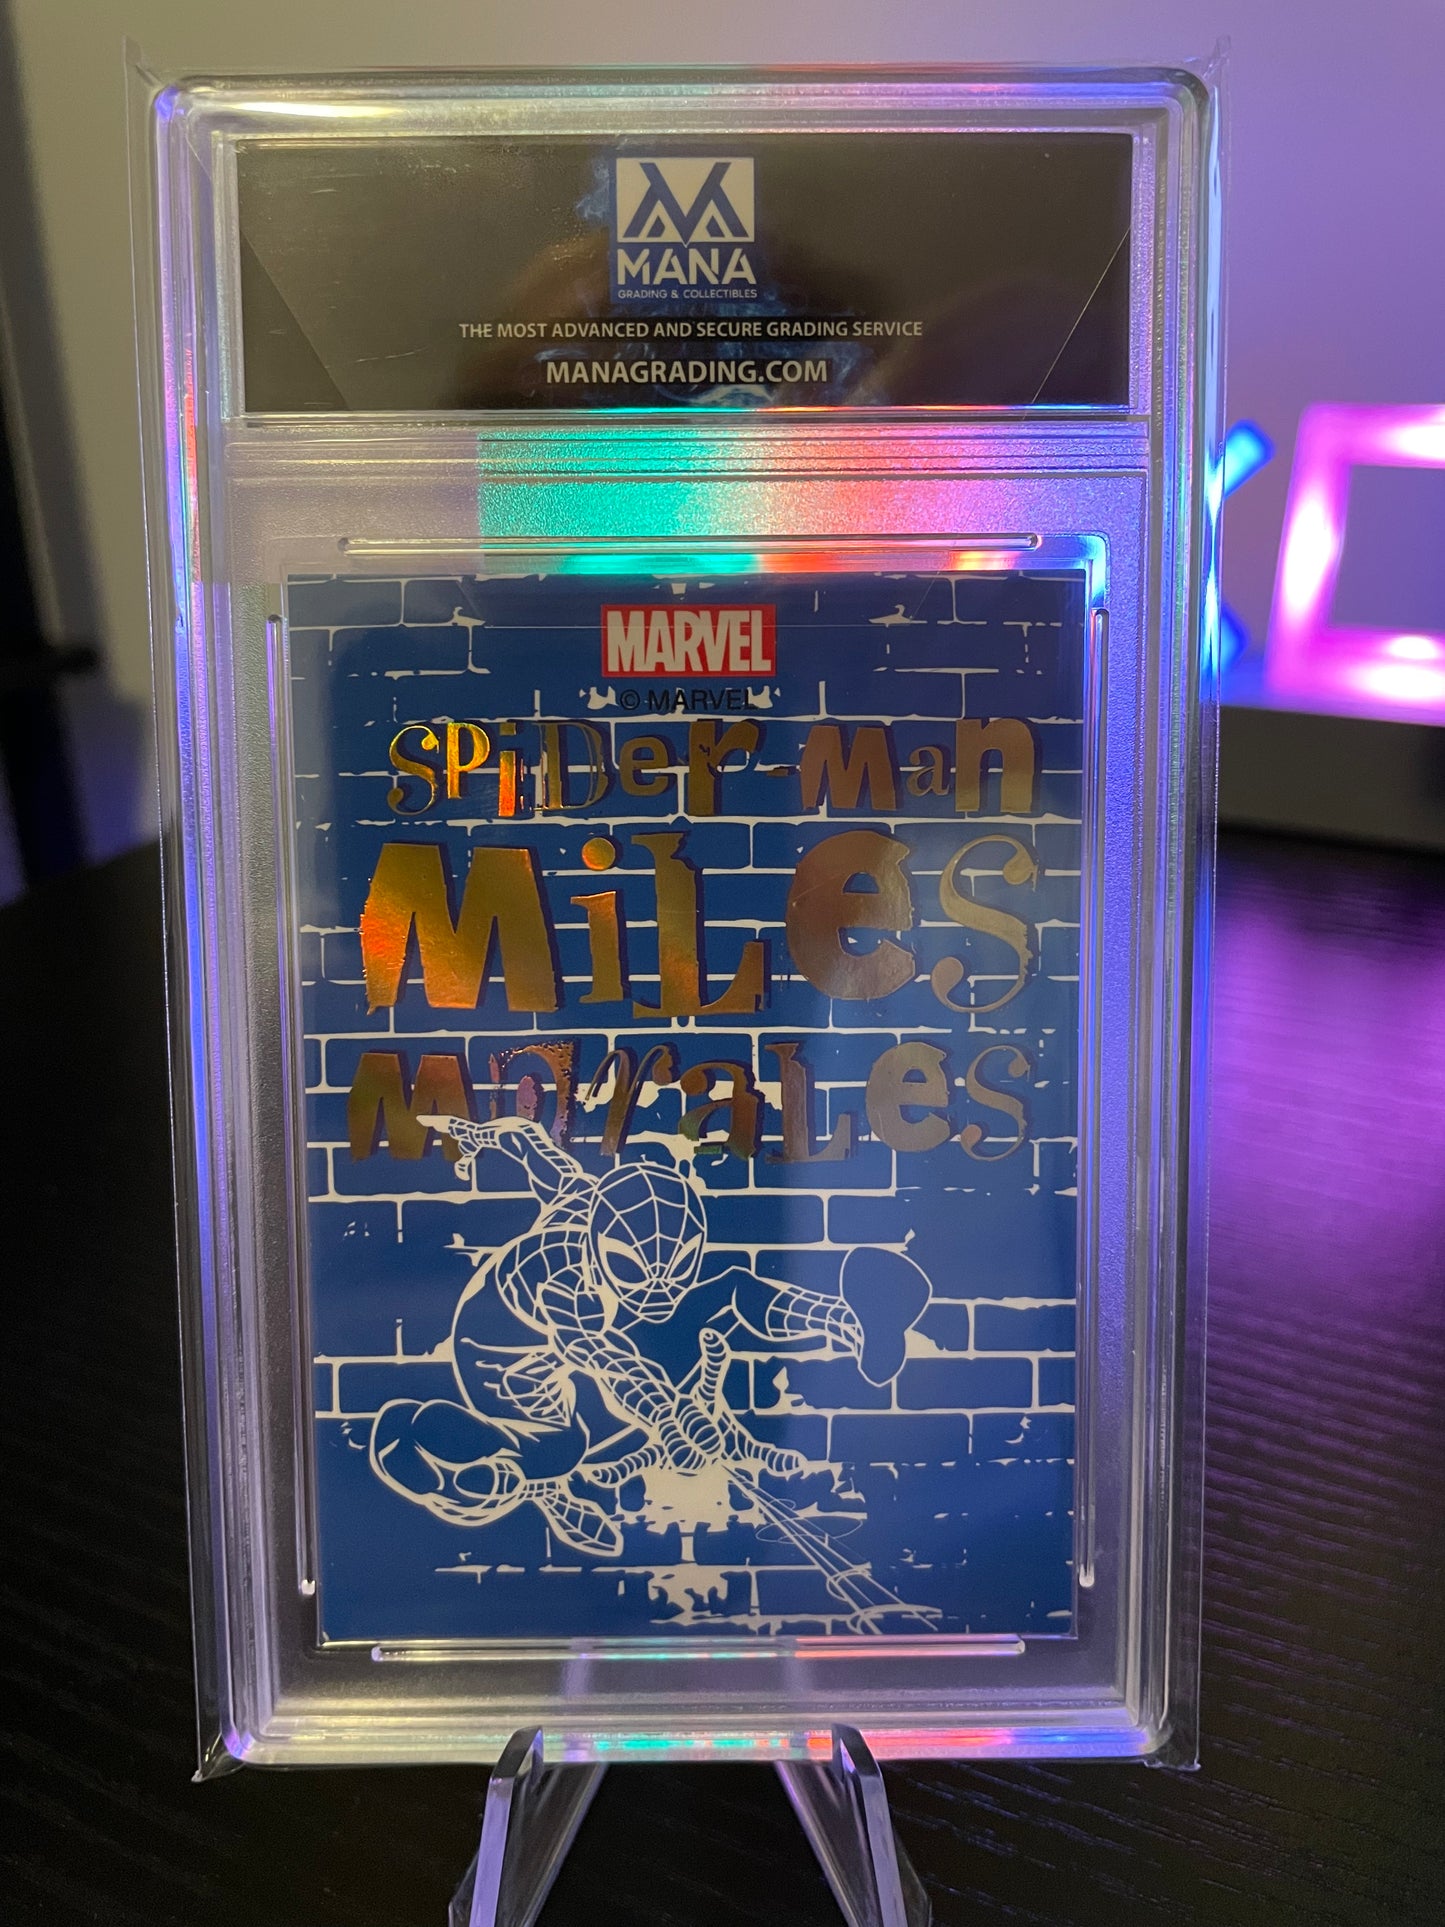 MANA
GRADING & COLLECTIBLES
THE MOST ADVANCED AND SECURE GRADING SERVICE
MANAGRADING.COM
MARVEL
© MARVEL
SPiDer-Man
MiLes
MoraLes